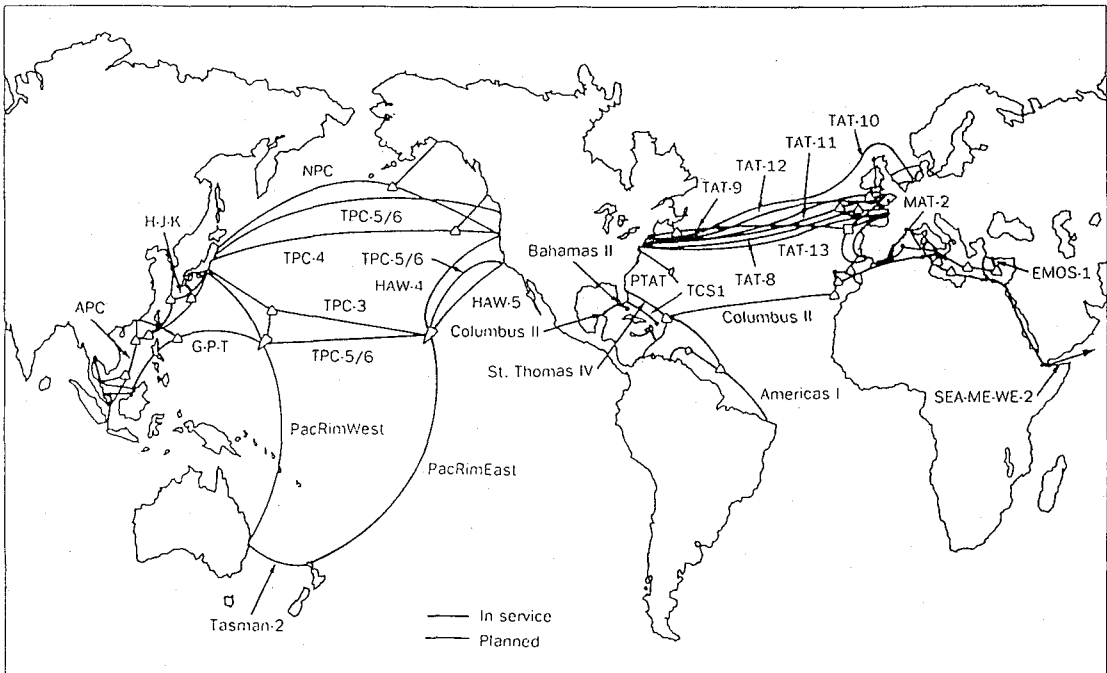 TAT-10
TAT-11
TAT-12
TAT-9
NPC
MAT-2
H-J-K
TPC-5/6
Bahamas II
TPC-4
TPC-5/6
TAT-13
EMOS-1
PTAT
TAT-8
HAW-4
TCS1
APC
TPC-3
HAW-5
Columbus II
Columbus II
G-P-T
TPC-5/6
St. Thomas IV
Americas I
SEA-ME-WE-2
PacRimWest
PacRimEast
Tasman-2
In service
Planned